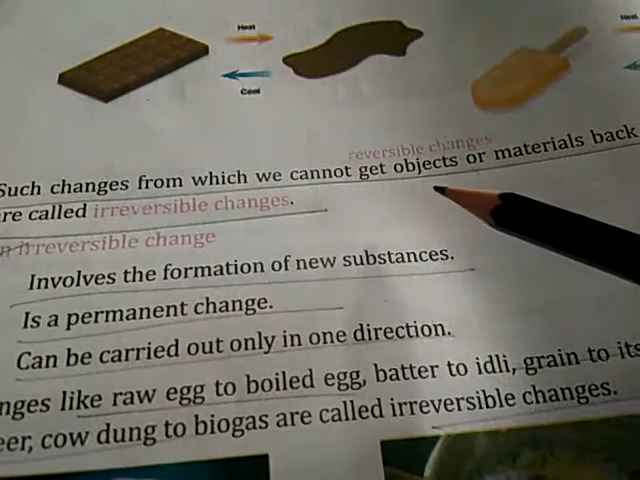 Heat
Heat
Cool
reversible changes
Such changes from which we cannot get objects or materials back
re called irreversible changes.
n irreversible change
Involves the formation of new substances.
Is a permanent change.
Can be carried out only in one direction.
nges like raw egg to boiled egg, batter to idli, grain to its
eer, cow dung to biogas are called irreversible changes.